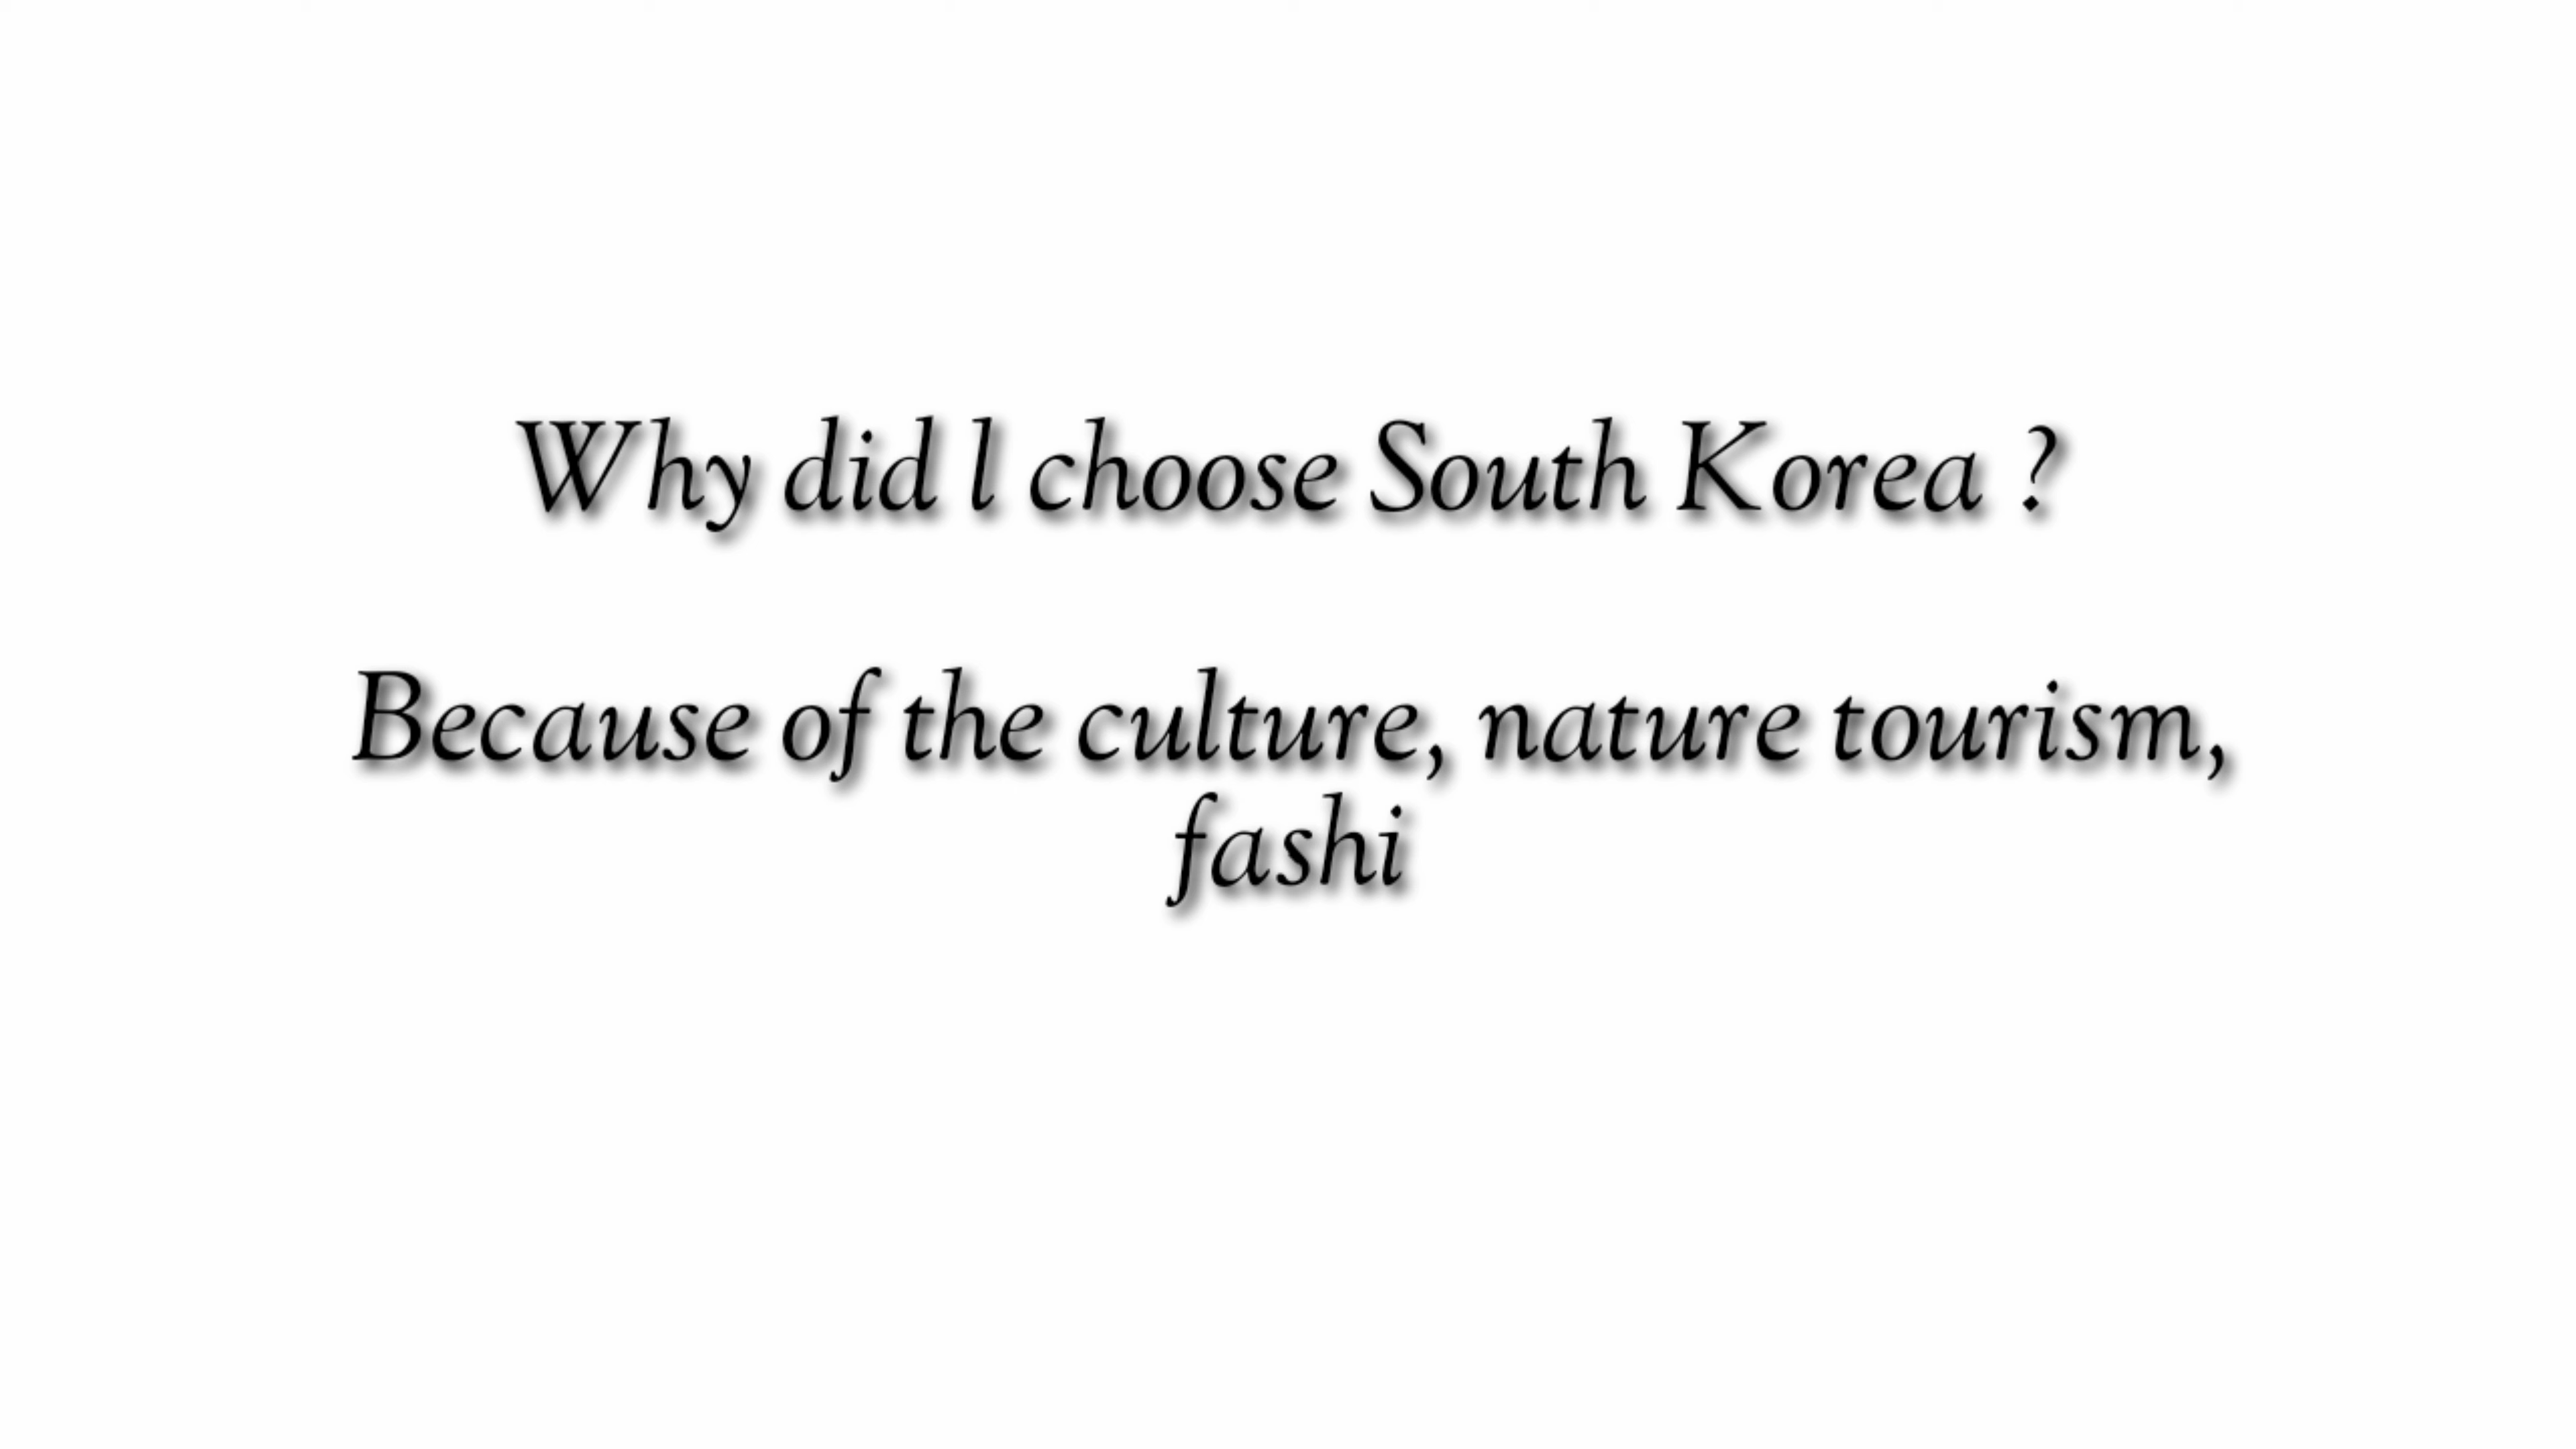 Why did l choose South Korea ?
Because of the culture, nature tourism,
fashi